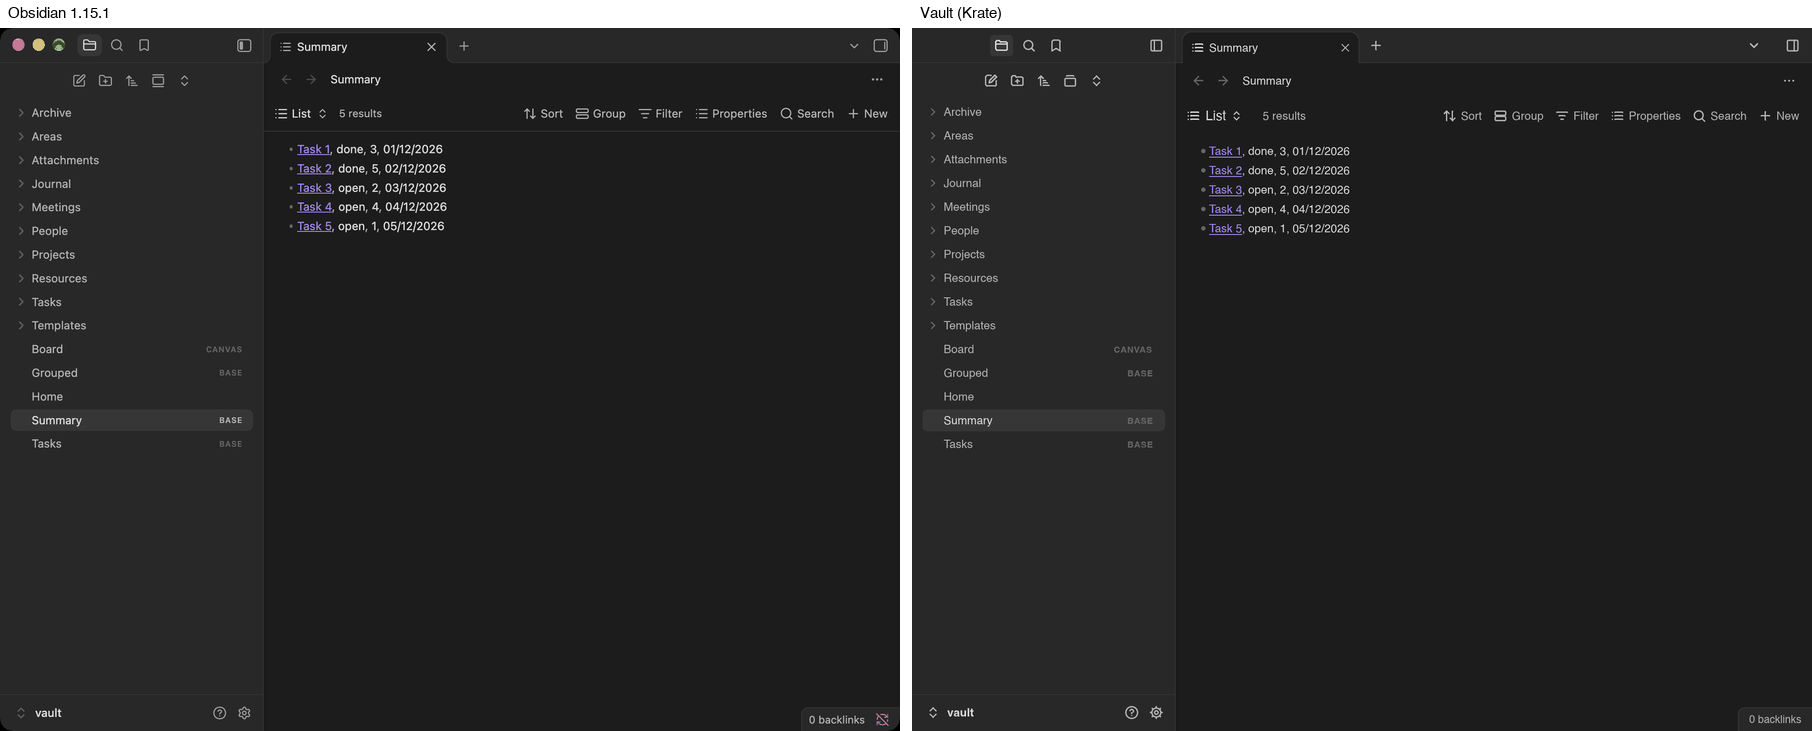 Obsidian 1.15.1
Summary
Summary
List 5 results Sort Group Filter Properties Search + New
Archive
Areas
Attachments
Journal
Meetings
People
Projects
Resources
Tasks
Templates
Board CANVAS
Grouped BASE
Home
Summary BASE
Tasks BASE
• Task 1, done, 3, 01/12/2026
• Task 2, done, 5, 02/12/2026
• Task 3, open, 2, 03/12/2026
• Task 4, open, 4, 04/12/2026
• Task 5, open, 1, 05/12/2026
vault
0 backlinks
Vault (Krate)
Summary
Summary
List 5 results Sort Group Filter Properties Search + New
Archive
Areas
Attachments
Journal
Meetings
People
Projects
Resources
Tasks
Templates
Board CANVAS
Grouped BASE
Home
Summary BASE
Tasks BASE
• Task 1, done, 3, 01/12/2026
• Task 2, done, 5, 02/12/2026
• Task 3, open, 2, 03/12/2026
• Task 4, open, 4, 04/12/2026
• Task 5, open, 1, 05/12/2026
vault
0 backlinks